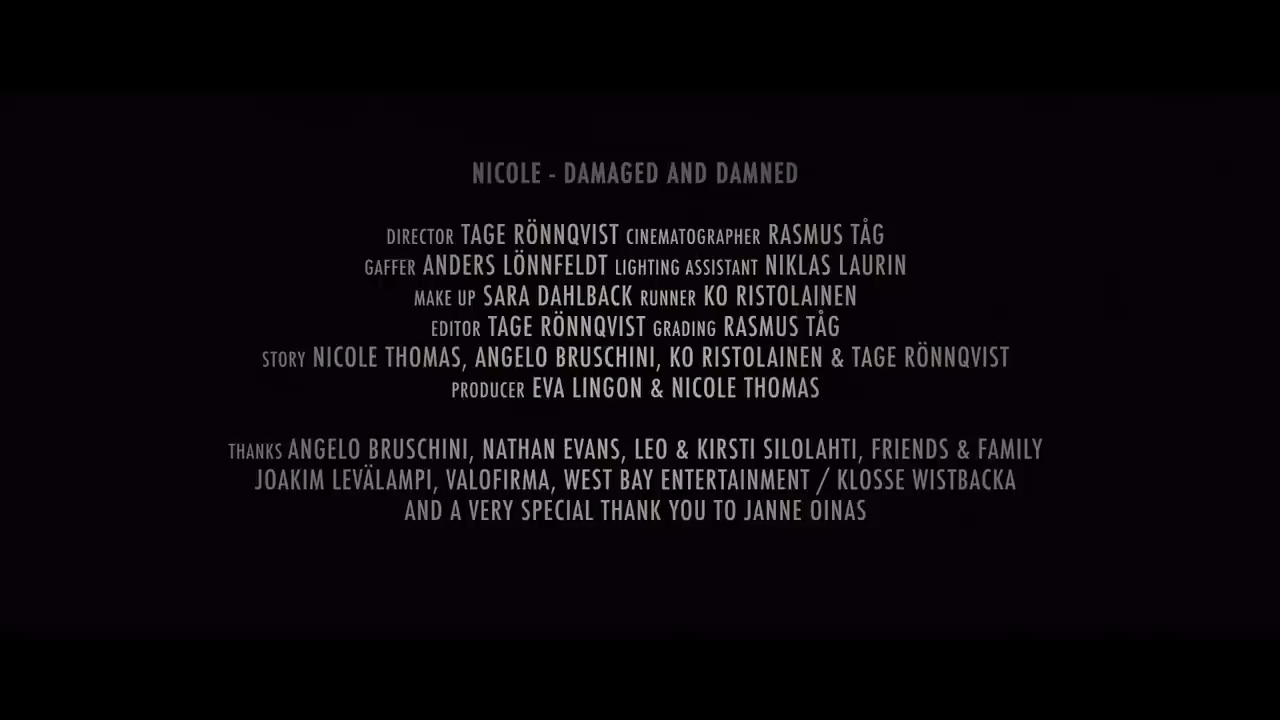 NICOLE - DAMAGED AND DAMNED
DIRECTOR TAGE RÖNNQVIST CINEMATOGRAPHER RASMUS TÅG
GAFFER ANDERS LÖNNFELDT LIGHTING ASSISTANT NIKLAS LAURIN
MAKE UP SARA DAHLBACK RUNNER KO RISTOLAINEN
EDITOR TAGE RÖNNQVIST GRADING RASMUS TÅG
STORY NICOLE THOMAS, ANGELO BRUSCHINI, KO RISTOLAINEN & TAGE RÖNNQVIST
PRODUCER EVA LINGON & NICOLE THOMAS
THANKS ANGELO BRUSCHINI, NATHAN EVANS, LEO & KIRSTI SILOLAHTI, FRIENDS & FAMILY
JOAKIM LEVÄLAMPI, VALOFIRMA, WEST BAY ENTERTAINMENT / KLOSSE WISTBACKA
AND A VERY SPECIAL THANK YOU TO JANNE OINAS